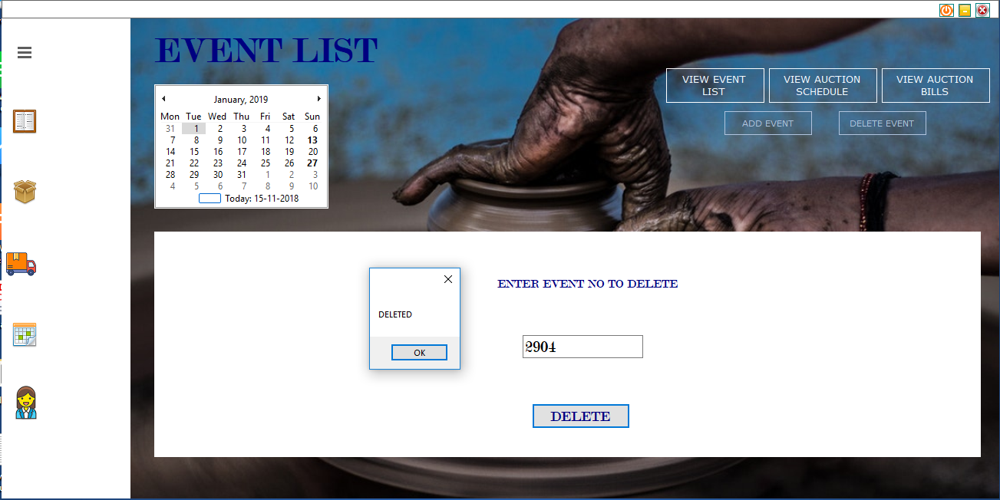 EVENT LIST
VIEW EVENT
LIST
VIEW AUCTION
SCHEDULE
VIEW AUCTION
BILLS
ADD EVENT
DELETE EVENT
January, 2019
Mon Tue Wed Thu Fri Sat Sun
31 1 2 3 4 5 6
7 8 9 10 11 12 13
14 15 16 17 18 19 20
21 22 23 24 25 26 27
28 29 30 31 1 2 3
4 5 6 7 8 9 10
Today: 15-11-2018
ENTER EVENT NO TO DELETE
DELETED
OK
2904
DELETE